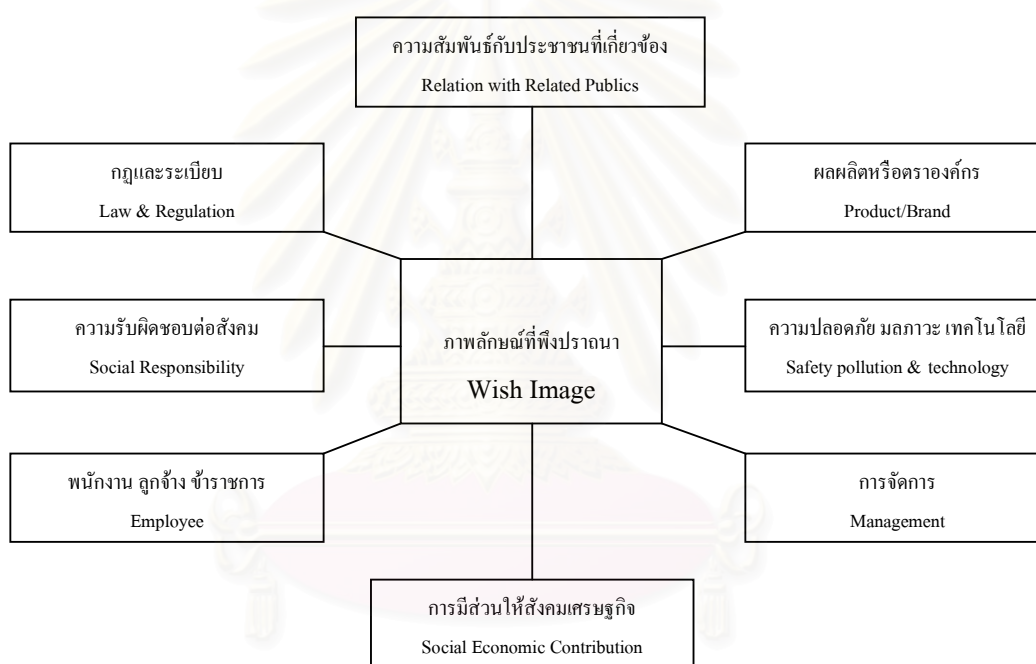 ความสัมพันธ์กับประชาชนที่เกี่ยวข้อง
Relation with Related Publics
กฎและระเบียบ
Law & Regulation
ผลผลิตหรือตราองค์กร
Product/Brand
ความรับผิดชอบต่อสังคม
Social Responsibility
ภาพลักษณ์ที่พึงปราถนา
Wish Image
ความปลอดภัย มลภาวะ เทคโนโลยี
Safety pollution & technology
พนักงาน ลูกจ้าง ข้าราชการ
Employee
การจัดการ
Management
การมีส่วนให้สังคมเศรษฐกิจ
Social Economic Contribution